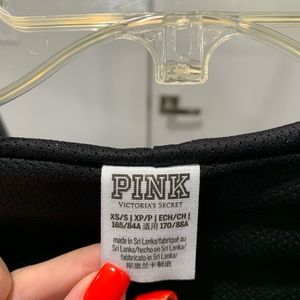 PINK
VICTORIA'S SECRET
XS/S | XP/P | ECH/CH |
165/84A 适用 170/88A
made in Sri Lanka/fabriqué au
Sri Lanka/hecho en Sri Lanka/
fabbricato in Sri Lanka/
斯里兰卡制造